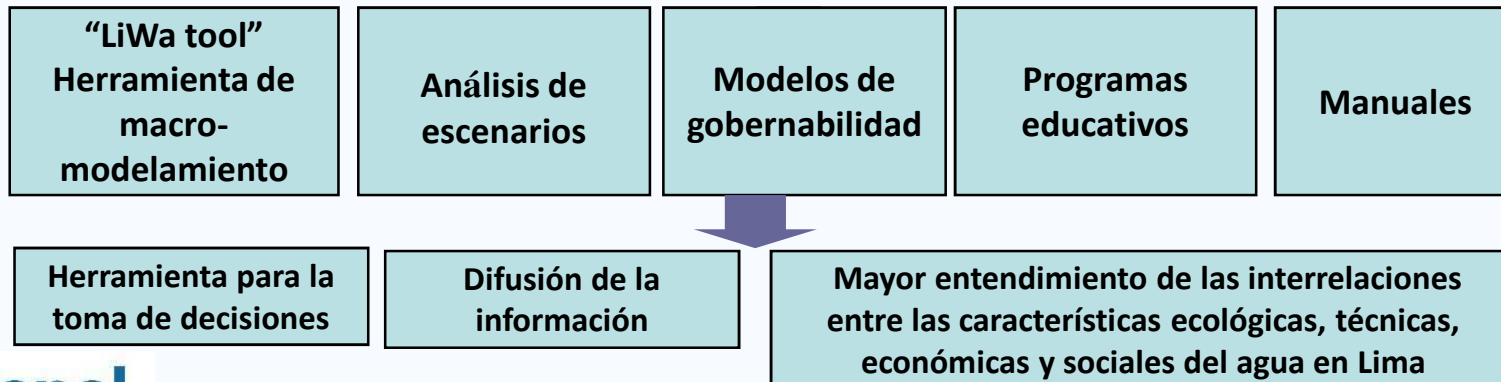 “LiWa tool”
Herramienta de
macro-
modelamiento
Análisis de
escenarios
Modelos de
gobernabilidad
Programas
educativos
Manuales
Herramienta para la
toma de decisiones
Difusión de la
información
Mayor entendimiento de las interrelaciones
entre las características ecológicas, técnicas,
económicas y sociales del agua en Lima